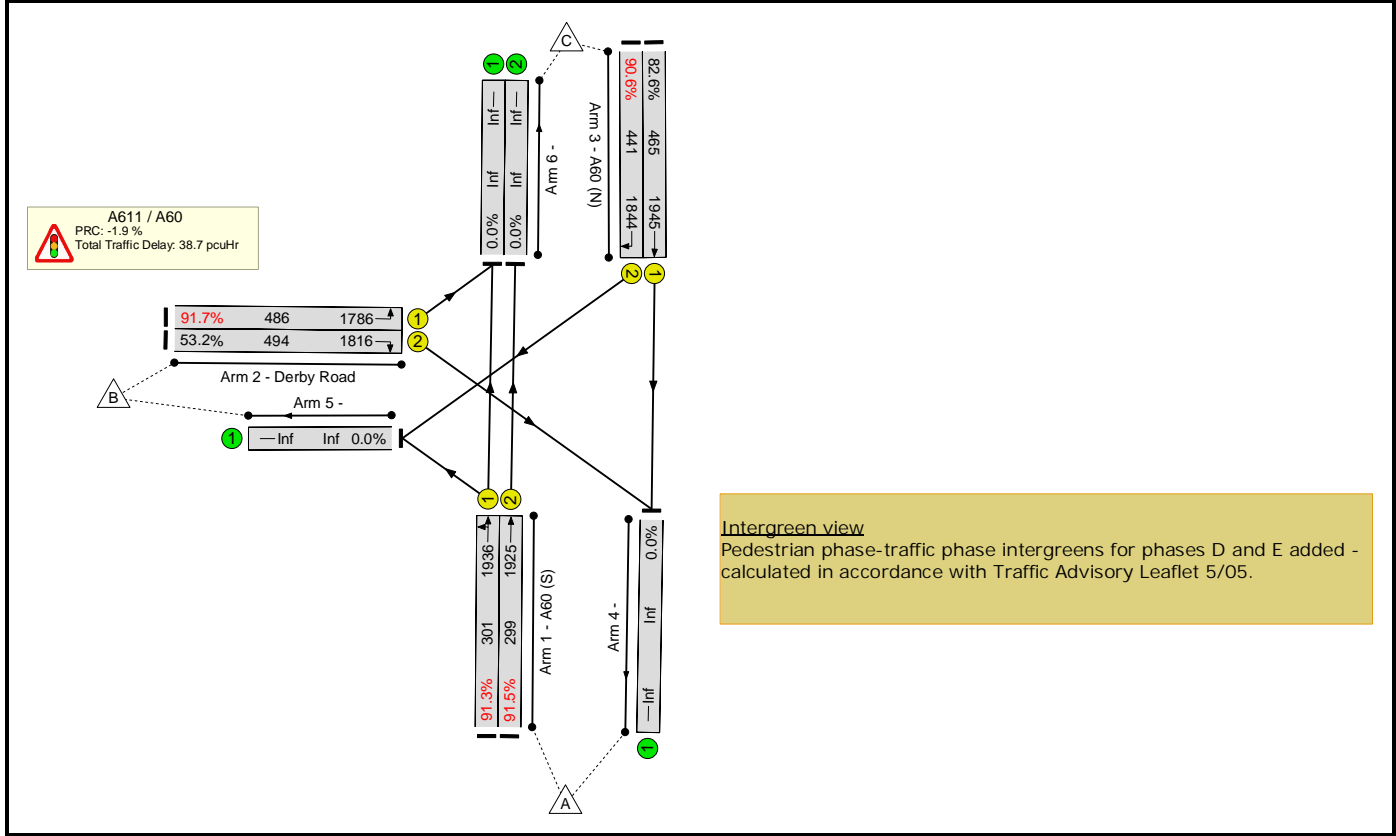 C
1
2
Inf
Inf
0.0%
Inf
Inf
0.0%
Arm 6 -
Arm 3 - A60 (N)
90.6%
441
1844
82.6%
465
1945
2
1
A611 / A60
PRC: -1.9 %
Total Traffic Delay: 38.7 pcuHr
91.7% 486 1786
1
53.2% 494 1816
2
Arm 2 - Derby Road
B
Arm 5 -
1
Inf Inf 0.0%
1
2
1936
301
91.3%
1925
299
91.5%
Arm 1 - A60 (S)
Arm 4 -
0.0%
Inf
Inf
1
A
Intergreen view
Pedestrian phase-traffic phase intergreens for phases D and E added -
calculated in accordance with Traffic Advisory Leaflet 5/05.